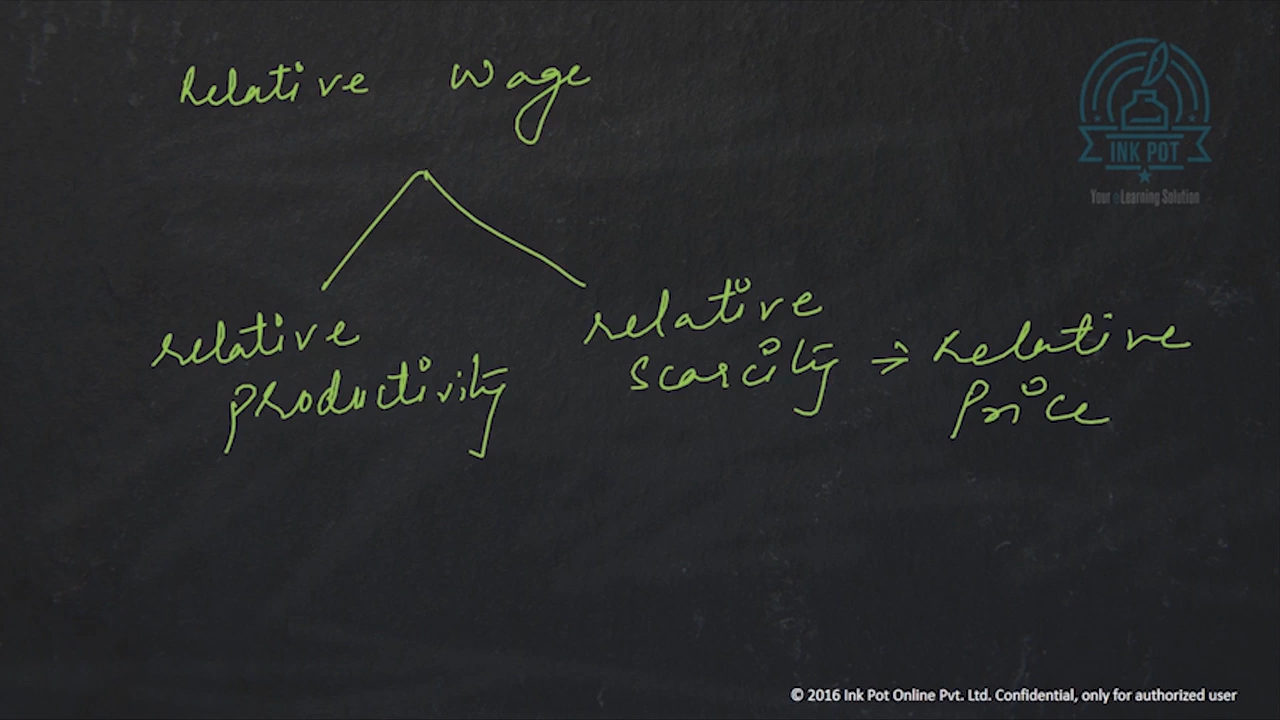 Relative Wage
relative
productivity
relative
scarcity ⇒ Relative
Price
INK POT
Your eLearning Solution
© 2016 Ink Pot Online Pvt. Ltd. Confidential, only for authorized user